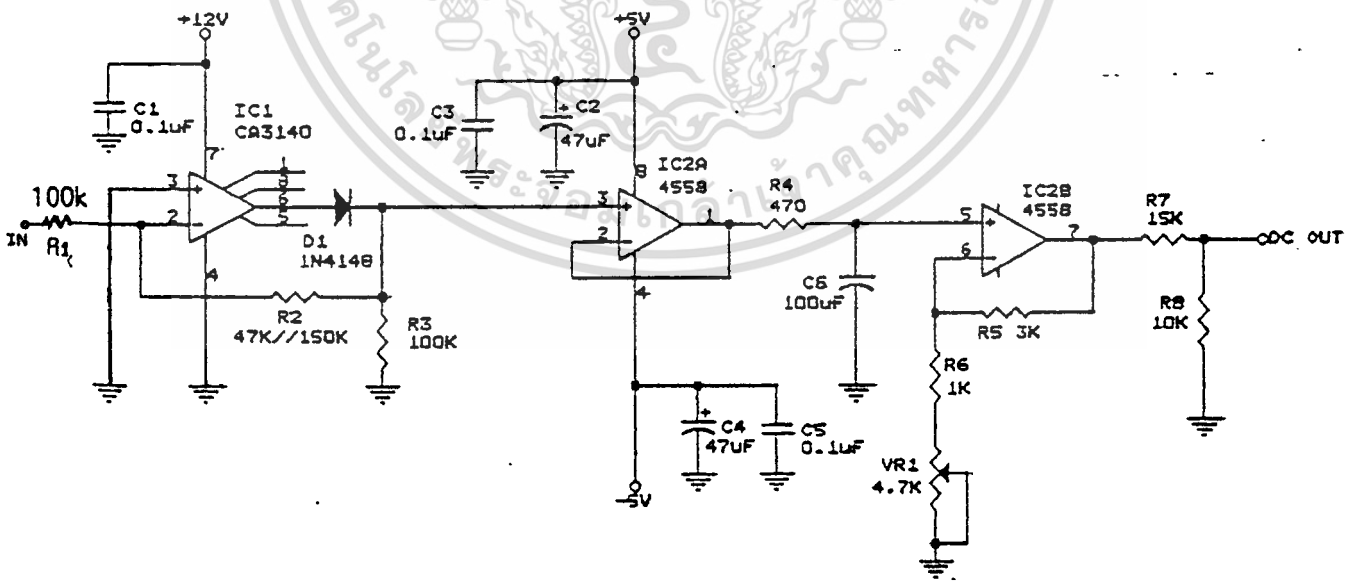 +12V
+5V
C1
0.1uF
IC1
CA3140
7
3
2
4
1
8
6
5
100k
IN
R1
D1
1N4148
R2
47K//150K
R3
100K
C3
0.1uF
C2
47uF
+
8
IC2A
4558
3
2
1
4
R4
470
C6
100uF
+
C4
47uF
C5
0.1uF
-5V
IC2B
4558
5
6
7
R5 3K
R6
1K
VR1
4.7K
R7
15K
R8
10K
DC OUT